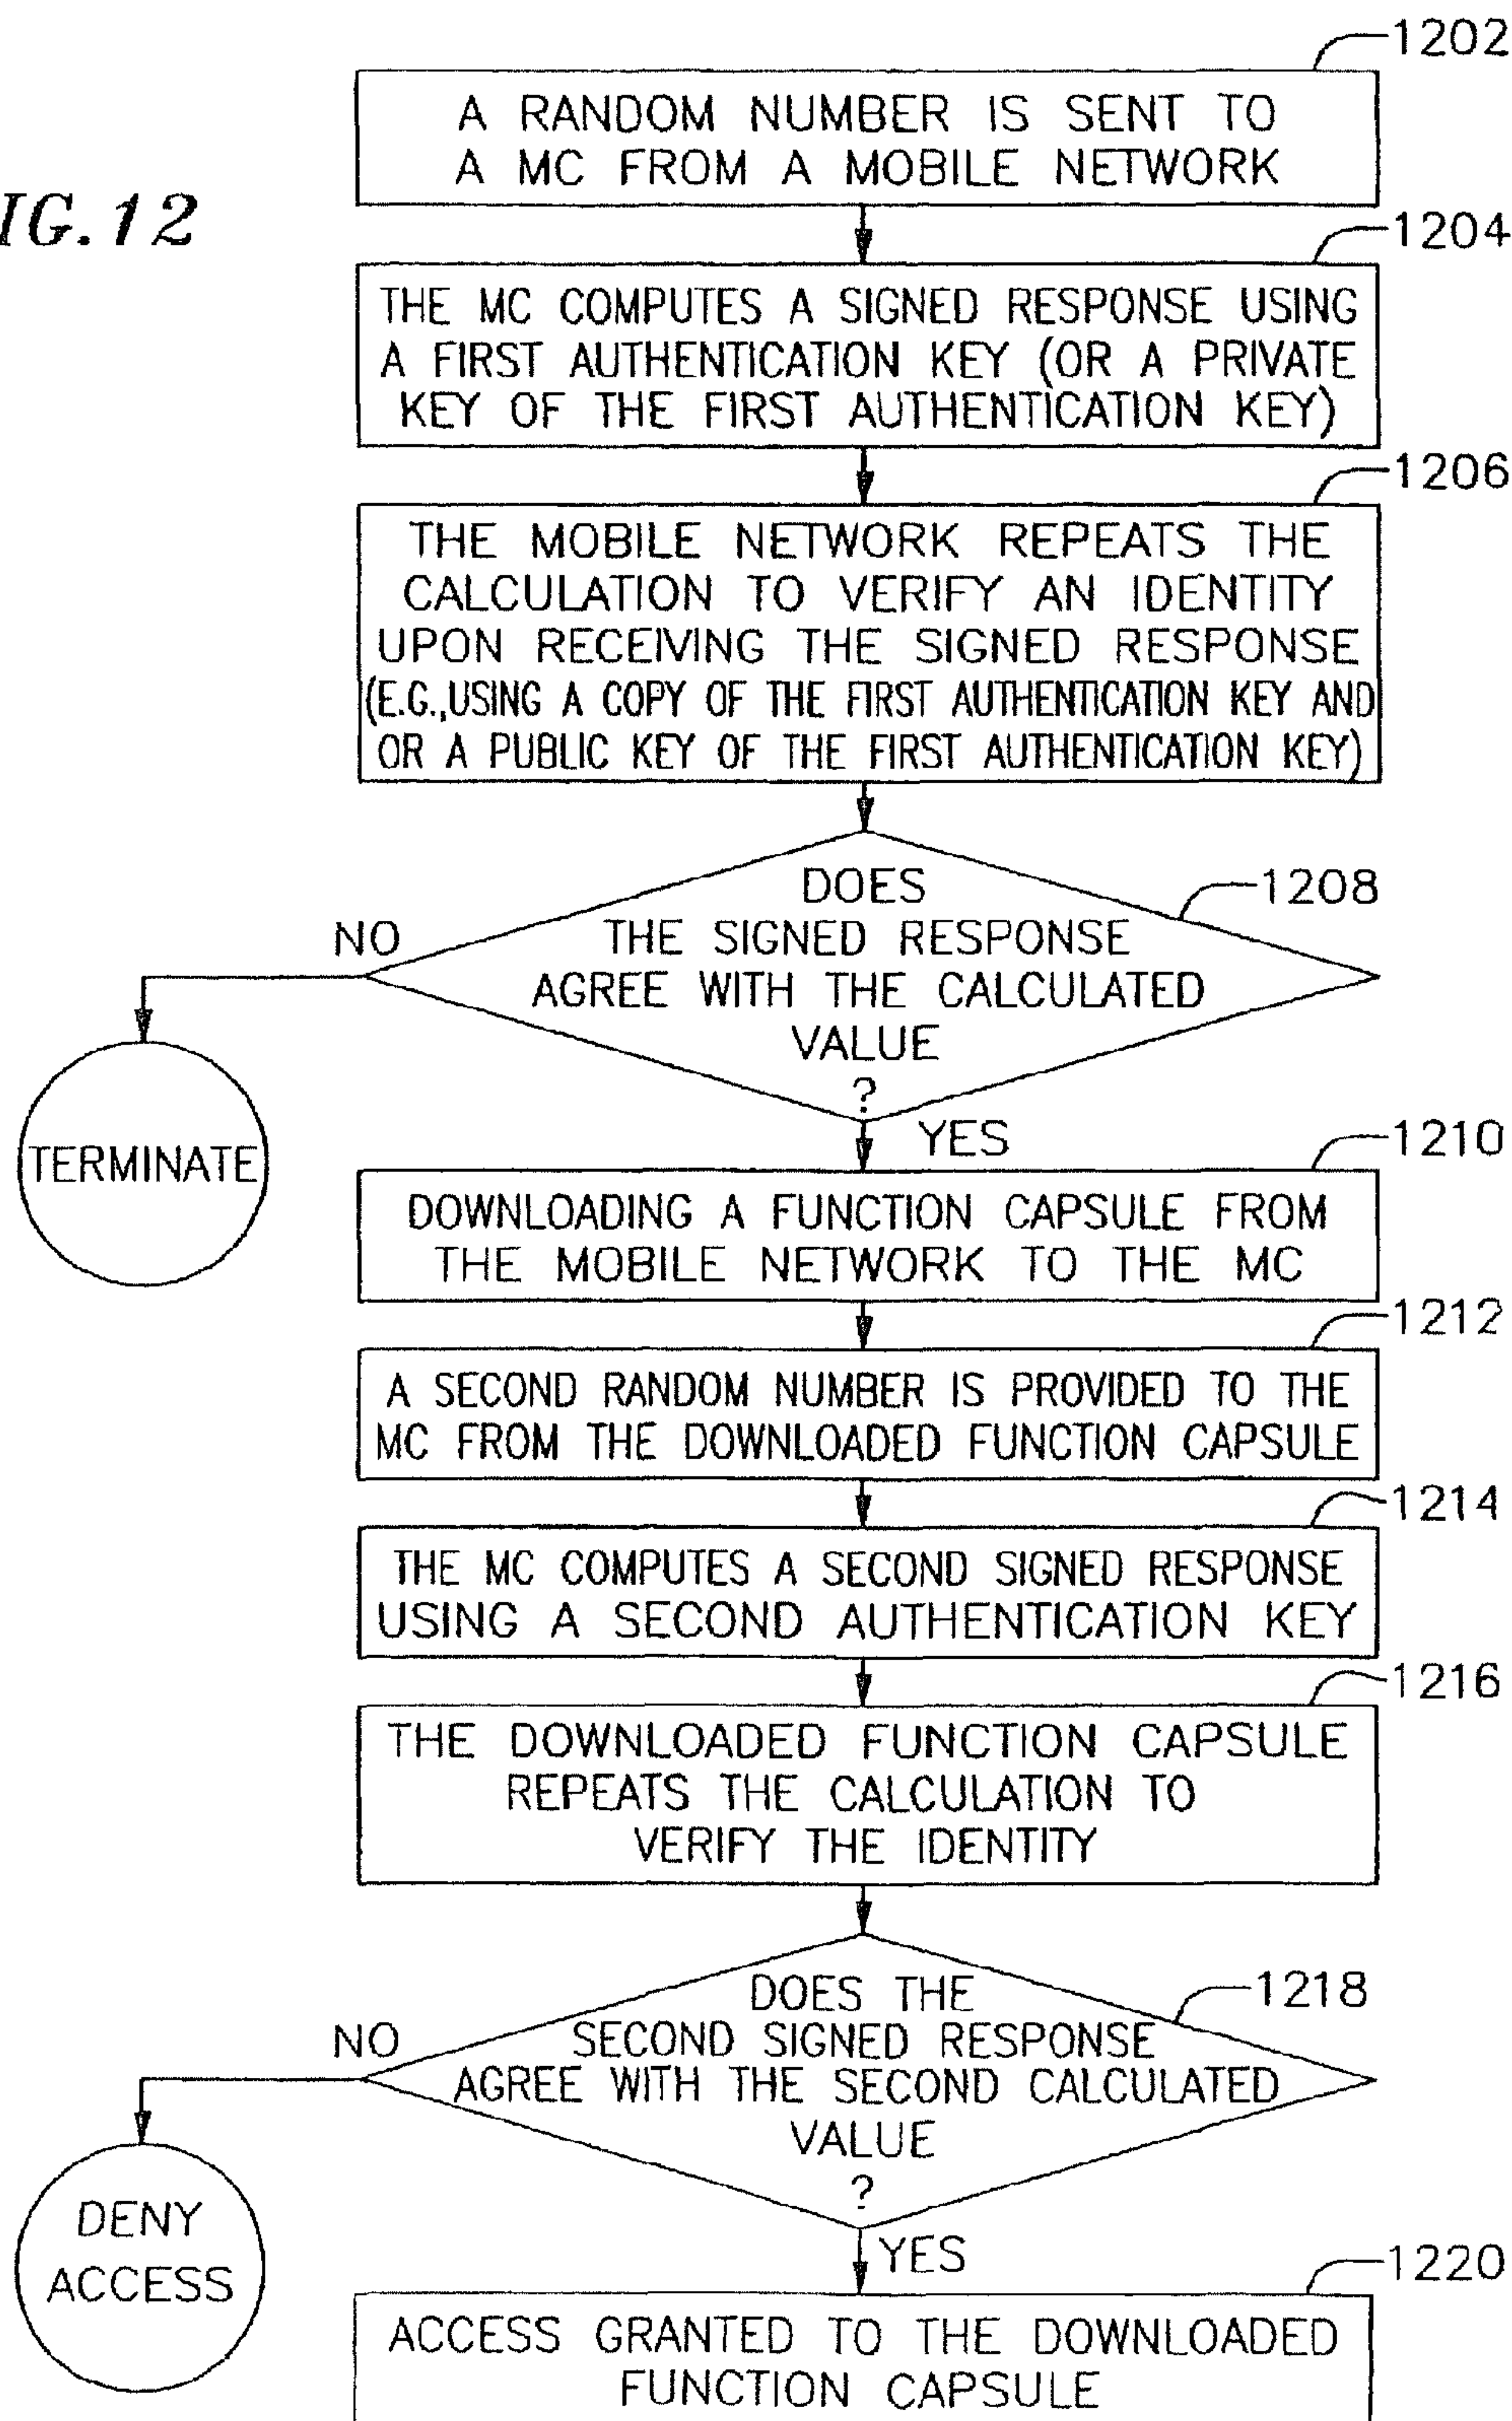 1202
A RANDOM NUMBER IS SENT TO
A MC FROM A MOBILE NETWORK
IG. 12
1204
THE MC COMPUTES A SIGNED RESPONSE USING
A FIRST AUTHENTICATION KEY (OR A PRIVATE
KEY OF THE FIRST AUTHENTICATION KEY)
1206
THE MOBILE NETWORK REPEATS THE
CALCULATION TO VERIFY AN IDENTITY
UPON RECEIVING THE SIGNED RESPONSE
(E.G.,USING A COPY OF THE FIRST AUTHENTICATION KEY AND
OR A PUBLIC KEY OF THE FIRST AUTHENTICATION KEY)
1208
DOES
THE SIGNED RESPONSE
AGREE WITH THE CALCULATED
VALUE
?
NO
TERMINATE
YES
1210
DOWNLOADING A FUNCTION CAPSULE FROM
THE MOBILE NETWORK TO THE MC
1212
A SECOND RANDOM NUMBER IS PROVIDED TO THE
MC FROM THE DOWNLOADED FUNCTION CAPSULE
1214
THE MC COMPUTES A SECOND SIGNED RESPONSE
USING A SECOND AUTHENTICATION KEY
1216
THE DOWNLOADED FUNCTION CAPSULE
REPEATS THE CALCULATION TO
VERIFY THE IDENTITY
1218
DOES THE
SECOND SIGNED RESPONSE
AGREE WITH THE SECOND CALCULATED
VALUE
?
NO
DENY
ACCESS
YES
1220
ACCESS GRANTED TO THE DOWNLOADED
FUNCTION CAPSULE